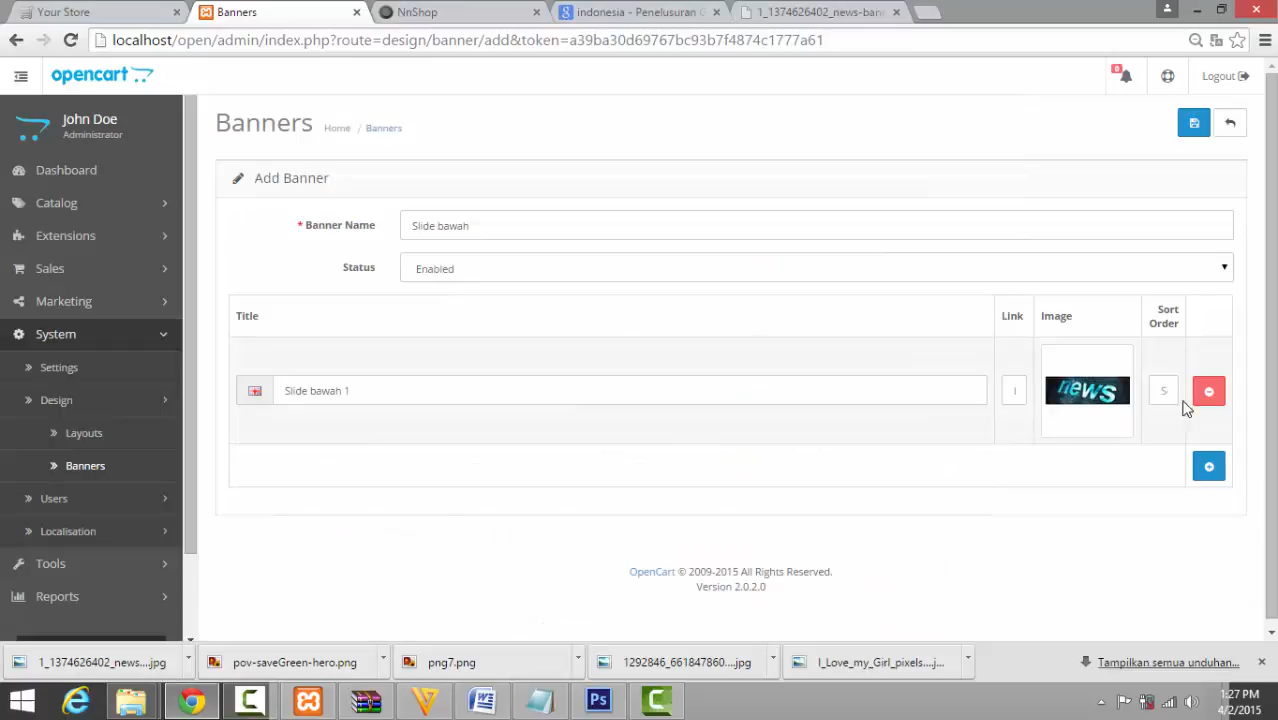 Your Store
Banners
NnShop
indonesia - Penelusuran G
1_1374626402_news-ban
localhost/open/admin/index.php?route=design/banner/add&token=a39ba30d69767bc93b7f4874c1777a61
opencart
0
Logout
John Doe
Administrator
Dashboard
Catalog
Extensions
Sales
Marketing
System
Settings
Design
Layouts
Banners
Users
Localisation
Tools
Reports
Banners
Home / Banners
Add Banner
* Banner Name
Slide bawah
Status
Enabled
Title
Link
Image
Sort
Order
Slide bawah 1
l
news
S
OpenCart © 2009-2015 All Rights Reserved.
Version 2.0.2.0
1_1374626402_news....jpg
pov-saveGreen-hero.png
png7.png
1292846_661847860....jpg
I_Love_my_Girl_pixels....jpg
Tampilkan semua unduhan...
Ps
1:27 PM
4/2/2015